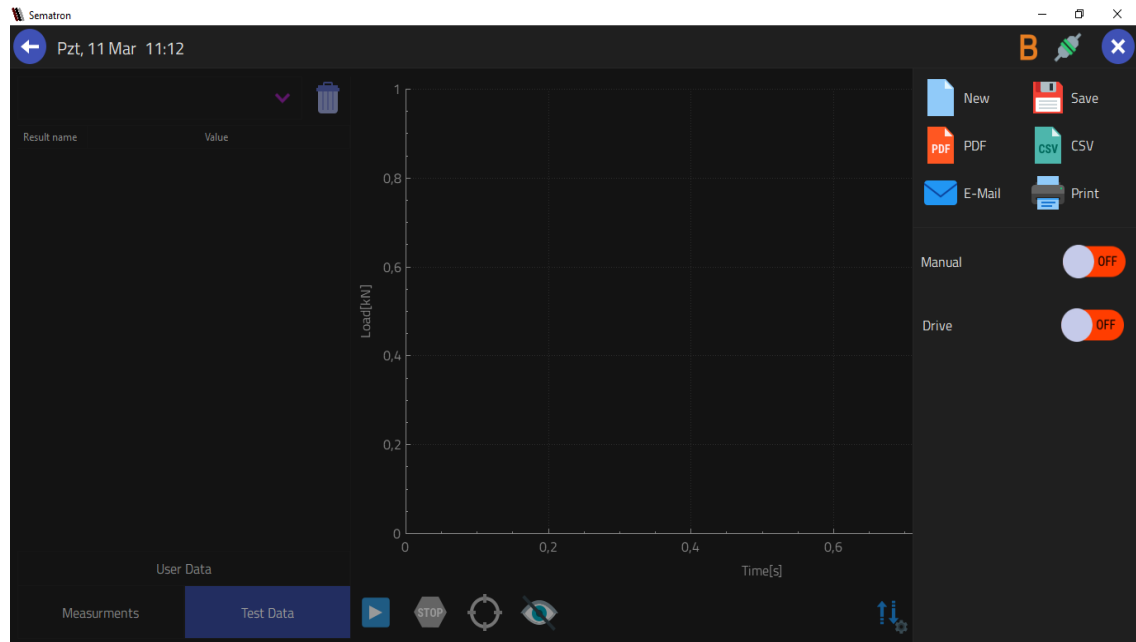 Sematron
Pzt, 11 Mar 11:12
B
Result name Value
User Data
Measurments
Test Data
1
0,8
0,6
0,4
0,2
0
Load[kN]
0 0,2 0,4 0,6
Time[s]
STOP
New
Save
PDF PDF
CSV CSV
E-Mail
Print
Manual OFF
Drive OFF